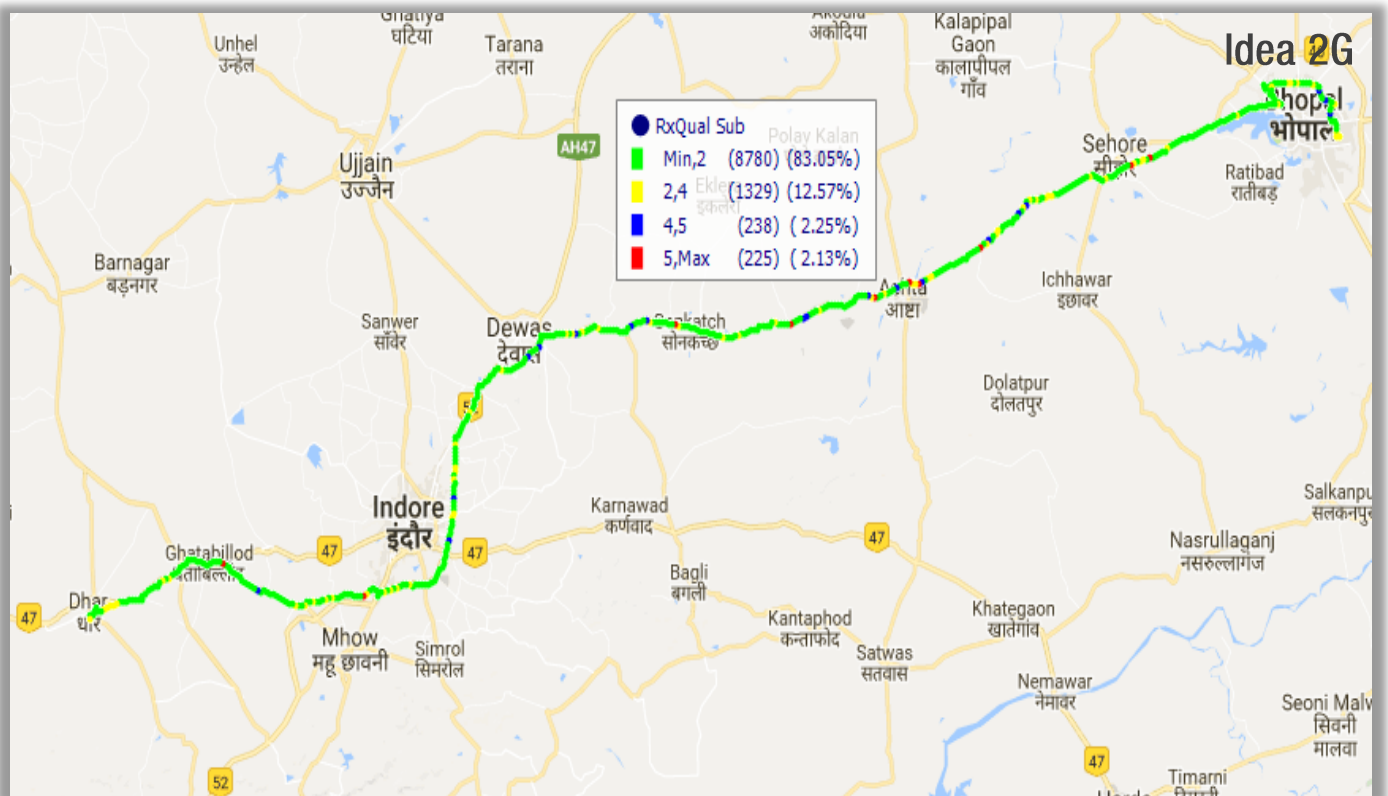 Idea 2G
Ghatiya
घटिया
Unhel
उन्हेल
Tarana
तराना
अकोदिया
Kalapipal
Gaon
कालापीपल
गाँव
Bhopal
भोपाल
RxQual Sub
Min,2 (8780) (83.05%)
2,4 (1329) (12.57%)
4,5 (238) ( 2.25%)
5,Max (225) ( 2.13%)
Polay Kalan
इकलेरा
AH47
Ujjain
उज्जैन
Sehore
सीहोर
Ratibad
रातीबड़
Barnagar
बड़नगर
Ichhawar
इछावर
Ashta
आष्टा
Sanwer
साँवेर
Dewas
देवास
Sonkatch
सोनकच्छ
Dolatpur
दोलतपुर
Indore
इंदौर
Karnawad
कर्णवाद
Salkanpu
सलकनपुर
47
47
47
Nasrullaganj
नसरुल्लागंज
Ghatabillod
घाताबिल्लोद
Bagli
बगली
Dhar
धार
47
Kantaphod
कन्ताफोद
Khategaon
खातेगांव
Mhow
महू छावनी
Simrol
सिमरोल
Satwas
सतवास
Nemawar
नेमावर
Seoni Malw
सिवनी
मालवा
52
47
Timarni